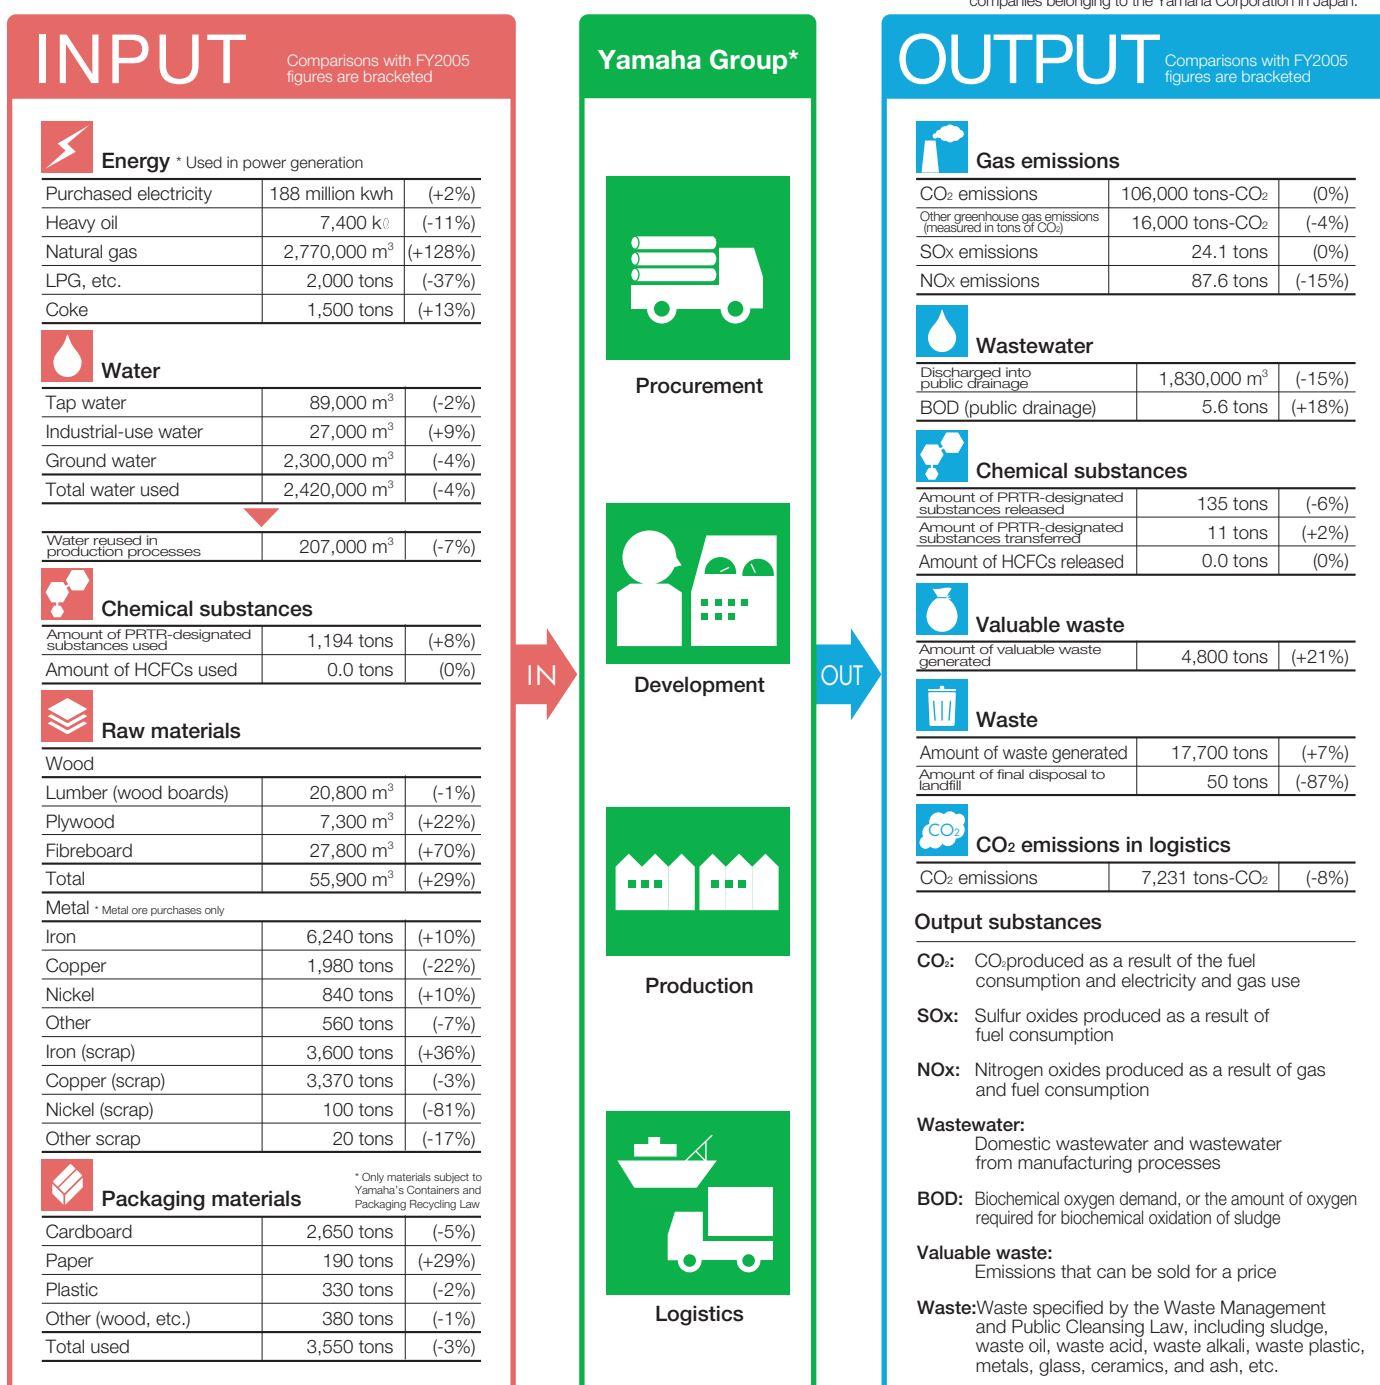 companies belonging to the Yamaha Corporation in Japan.
INPUT
Comparisons with FY2005
figures are bracketed
Energy * Used in power generation
Purchased electricity 188 million kwh (+2%)
Heavy oil 7,400 kℓ (-11%)
Natural gas 2,770,000 m³ (+128%)
LPG, etc. 2,000 tons (-37%)
Coke 1,500 tons (+13%)
Water
Tap water 89,000 m³ (-2%)
Industrial-use water 27,000 m³ (+9%)
Ground water 2,300,000 m³ (-4%)
Total water used 2,420,000 m³ (-4%)
Water reused in
production processes 207,000 m³ (-7%)
Chemical substances
Amount of PRTR-designated
substances used 1,194 tons (+8%)
Amount of HCFCs used 0.0 tons (0%)
Raw materials
Wood
Lumber (wood boards) 20,800 m³ (-1%)
Plywood 7,300 m³ (+22%)
Fibreboard 27,800 m³ (+70%)
Total 55,900 m³ (+29%)
Metal * Metal ore purchases only
Iron 6,240 tons (+10%)
Copper 1,980 tons (-22%)
Nickel 840 tons (+10%)
Other 560 tons (-7%)
Iron (scrap) 3,600 tons (+36%)
Copper (scrap) 3,370 tons (-3%)
Nickel (scrap) 100 tons (-81%)
Other scrap 20 tons (-17%)
Packaging materials
* Only materials subject to
Yamaha's Containers and
Packaging Recycling Law
Cardboard 2,650 tons (-5%)
Paper 190 tons (+29%)
Plastic 330 tons (-2%)
Other (wood, etc.) 380 tons (-1%)
Total used 3,550 tons (-3%)
IN
Yamaha Group*
Procurement
Development
Production
Logistics
OUT
OUTPUT
Comparisons with FY2005
figures are bracketed
Gas emissions
CO₂ emissions 106,000 tons-CO₂ (0%)
Other greenhouse gas emissions
(measured in tons of CO₂) 16,000 tons-CO₂ (-4%)
SOx emissions 24.1 tons (0%)
NOx emissions 87.6 tons (-15%)
Wastewater
Discharged into
public drainage 1,830,000 m³ (-15%)
BOD (public drainage) 5.6 tons (+18%)
Chemical substances
Amount of PRTR-designated
substances released 135 tons (-6%)
Amount of PRTR-designated
substances transferred 11 tons (+2%)
Amount of HCFCs released 0.0 tons (0%)
Valuable waste
Amount of valuable waste
generated 4,800 tons (+21%)
Waste
Amount of waste generated 17,700 tons (+7%)
Amount of final disposal to
landfill 50 tons (-87%)
CO₂
CO₂ emissions in logistics
CO₂ emissions 7,231 tons-CO₂ (-8%)
Output substances
CO₂: CO₂produced as a result of the fuel
consumption and electricity and gas use
SOx: Sulfur oxides produced as a result of
fuel consumption
NOx: Nitrogen oxides produced as a result of gas
and fuel consumption
Wastewater:
Domestic wastewater and wastewater
from manufacturing processes
BOD: Biochemical oxygen demand, or the amount of oxygen
required for biochemical oxidation of sludge
Valuable waste:
Emissions that can be sold for a price
Waste:Waste specified by the Waste Management
and Public Cleansing Law, including sludge,
waste oil, waste acid, waste alkali, waste plastic,
metals, glass, ceramics, and ash, etc.